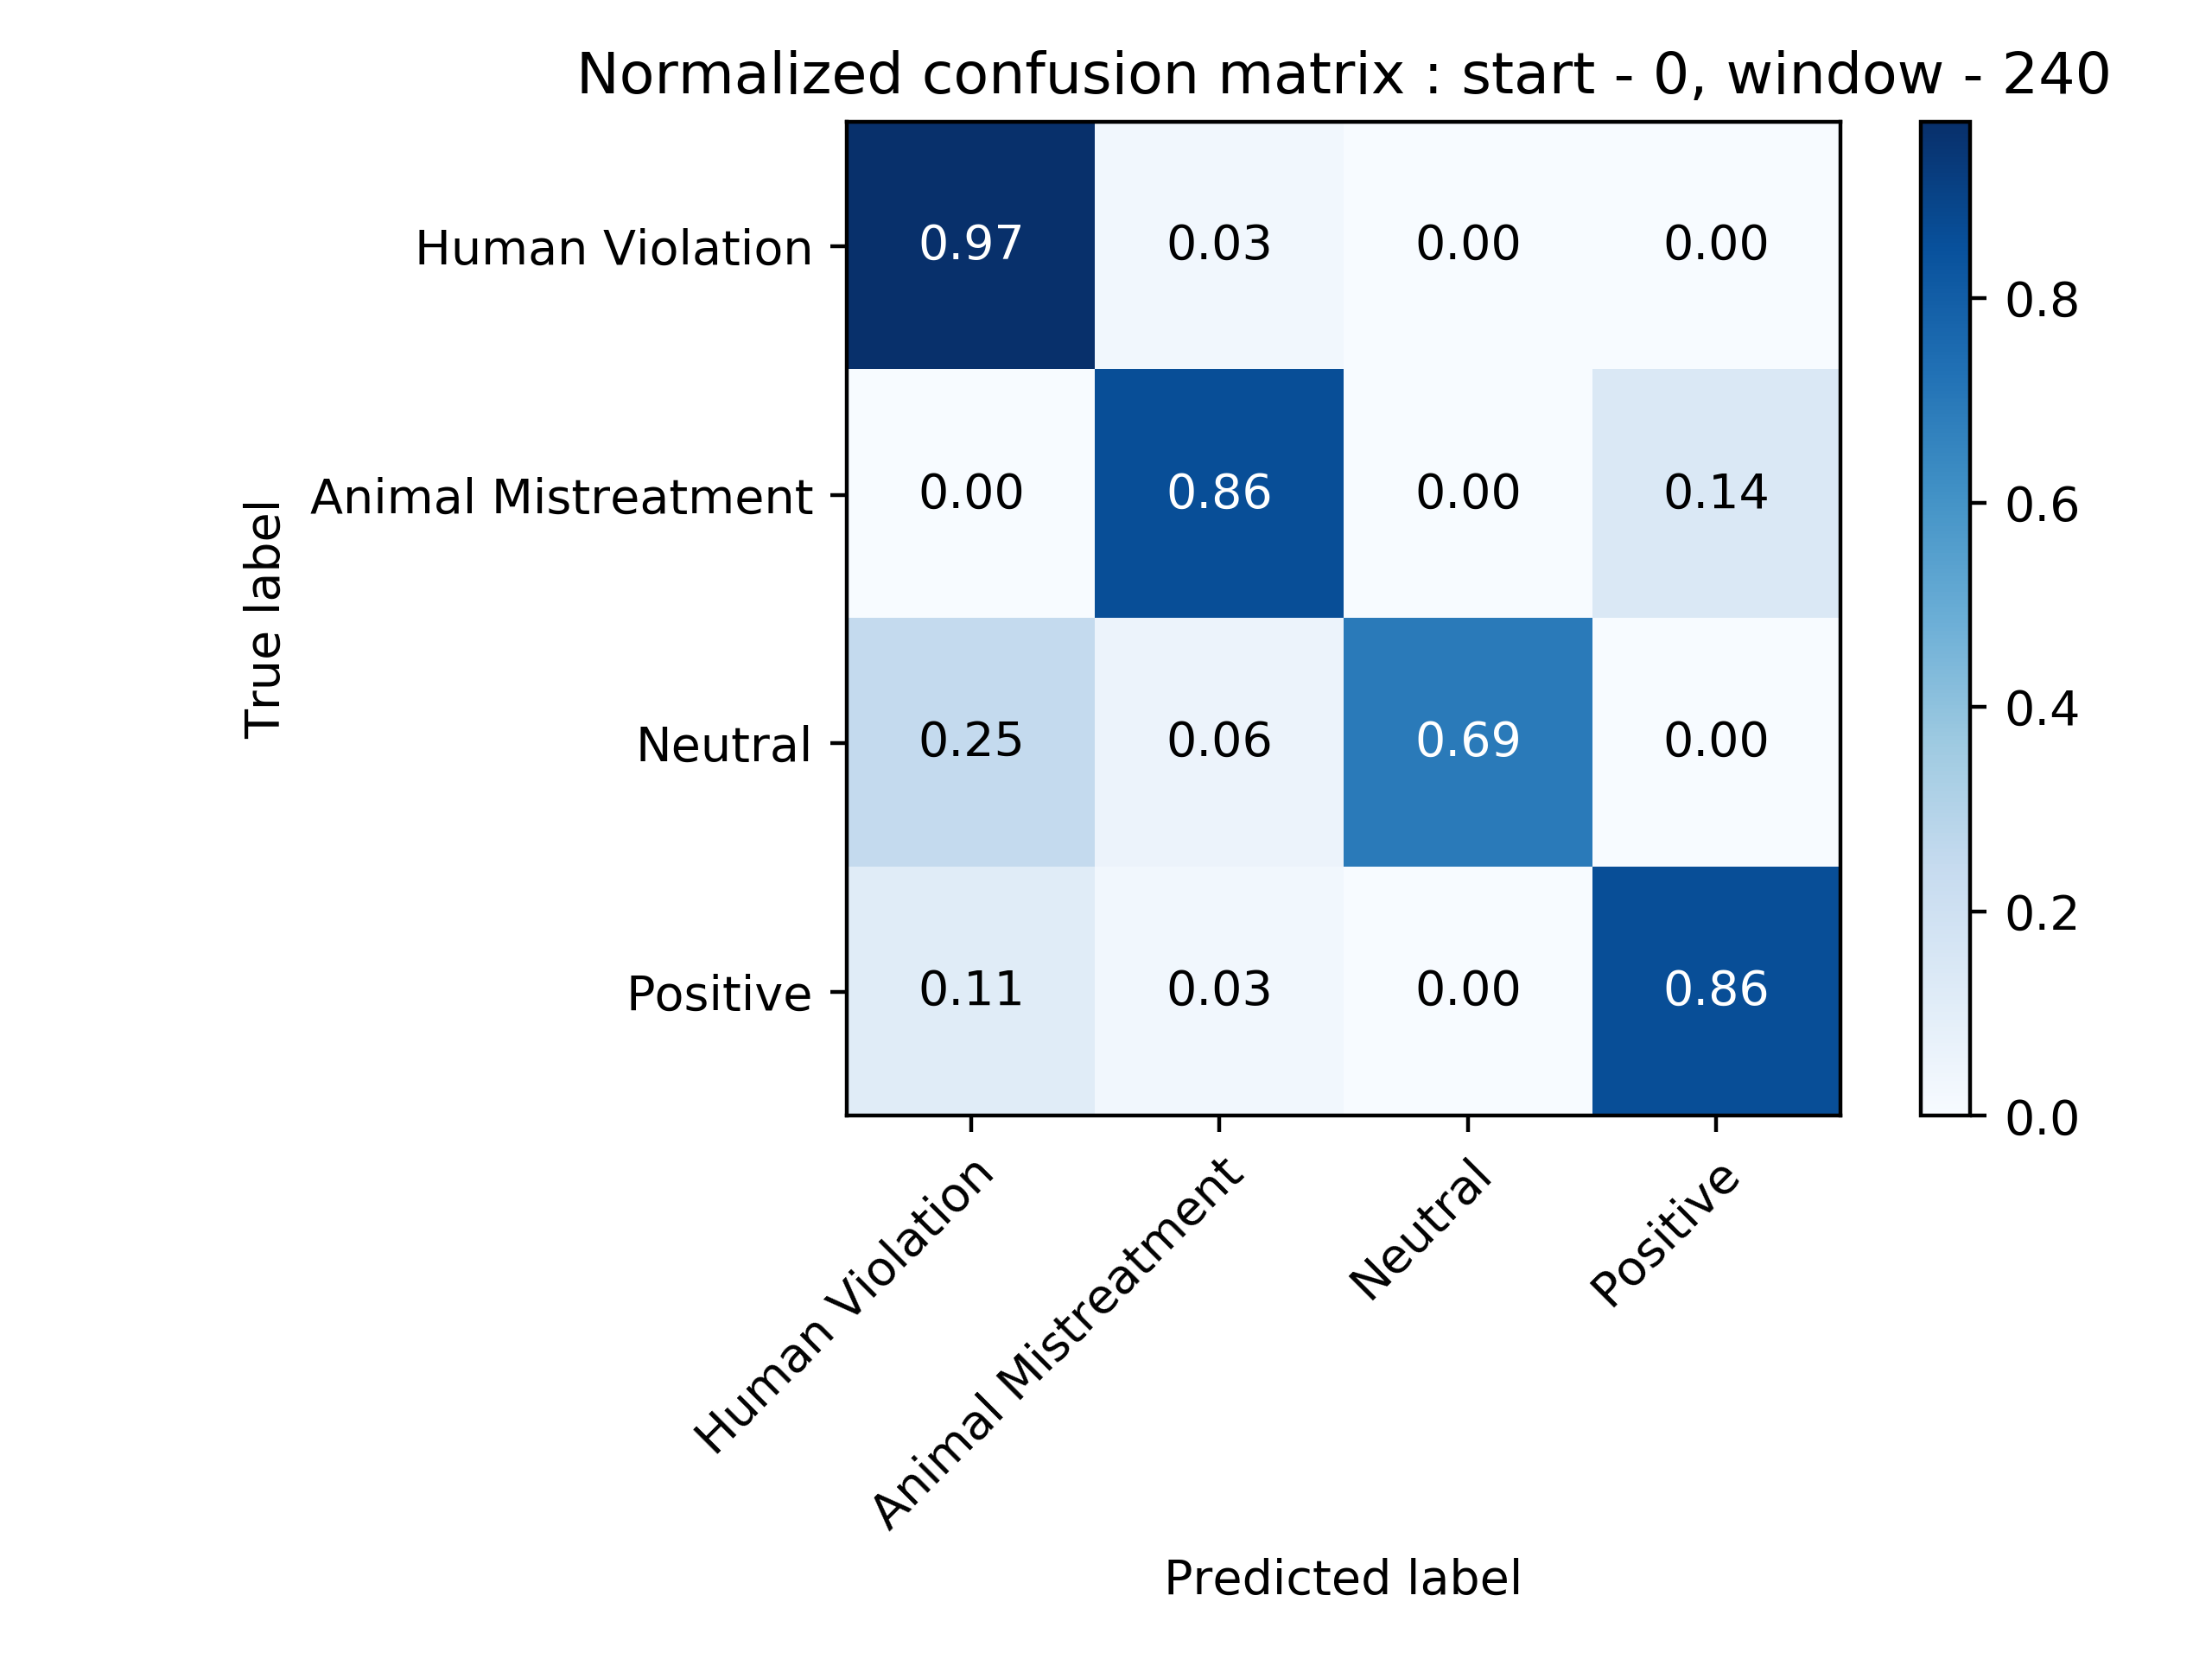 Normalized confusion matrix : start - 0, window - 240
Human Violation 0.97 0.03 0.00 0.00
Animal Mistreatment 0.00 0.86 0.00 0.14
Neutral 0.25 0.06 0.69 0.00
Positive 0.11 0.03 0.00 0.86
True label
0.8
0.6
0.4
0.2
0.0
Human Violation
Animal Mistreatment
Neutral
Positive
Predicted label